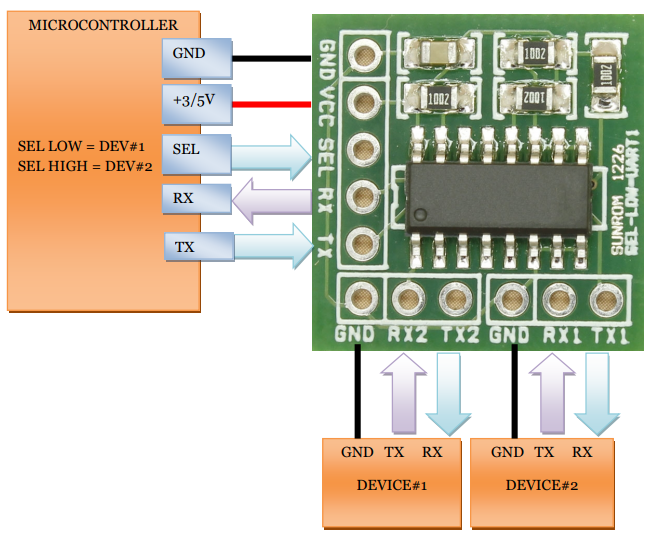 MICROCONTROLLER
GND
+3/5V
SEL LOW = DEV#1
SEL HIGH = DEV#2
SEL
RX
TX
GND VCC SEL RX TX
1002 1002 1002
1002 1002
SUNROM 1226
SEL-LOW-UART1
GND RX2 TX2 GND RX1 TX1
GND TX RX
DEVICE#1
GND TX RX
DEVICE#2